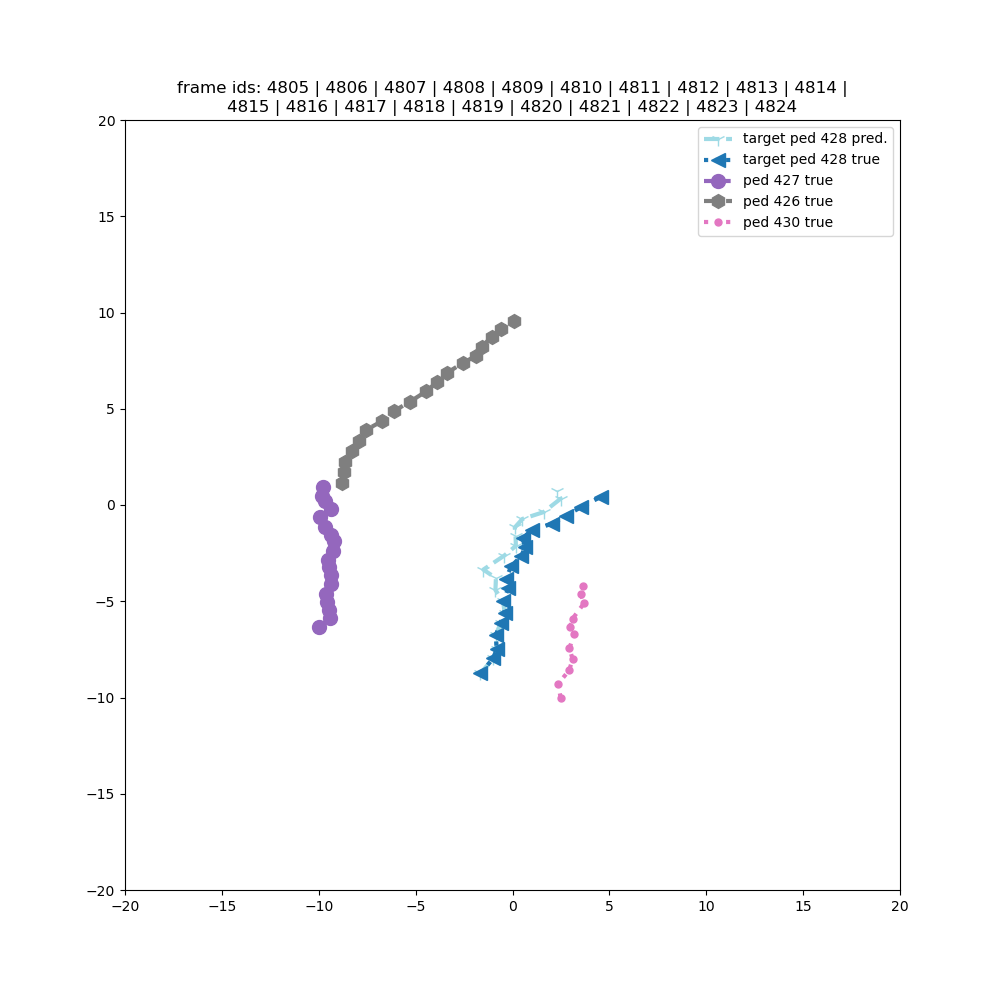 frame ids: 4805 | 4806 | 4807 | 4808 | 4809 | 4810 | 4811 | 4812 | 4813 | 4814 |
4815 | 4816 | 4817 | 4818 | 4819 | 4820 | 4821 | 4822 | 4823 | 4824
target ped 428 pred.
target ped 428 true
ped 427 true
ped 426 true
ped 430 true
20
15
10
5
0
−5
−10
−15
−20
−20 −15 −10 −5 0 5 10 15 20